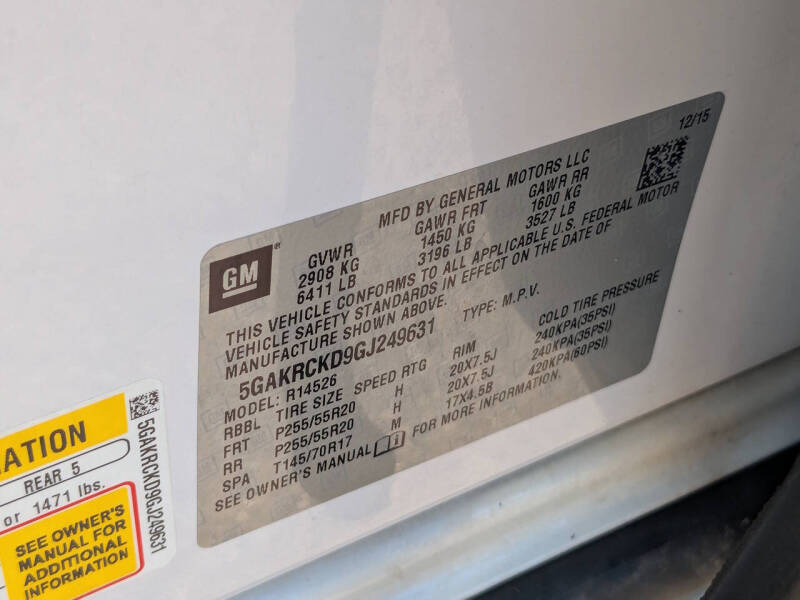 GM
MFD BY GENERAL MOTORS LLC
12/15
GVWR GAWR FRT GAWR RR
2908 KG 1450 KG 1600 KG
6411 LB 3196 LB 3527 LB
THIS VEHICLE CONFORMS TO ALL APPLICABLE U.S. FEDERAL MOTOR
VEHICLE SAFETY STANDARDS IN EFFECT ON THE DATE OF
MANUFACTURE SHOWN ABOVE.
5GAKRCKD9GJ249631 TYPE: M.P.V.
MODEL: R14526
RBBL TIRE SIZE SPEED RTG RIM COLD TIRE PRESSURE
FRT P255/55R20 H 20X7.5J 240KPA(35PSI)
RR P255/55R20 H 20X7.5J 240KPA(35PSI)
SPA T145/70R17 M 17X4.5B 420KPA(60PSI)
SEE OWNER'S MANUAL FOR MORE INFORMATION.
ATION
REAR 5
or 1471 lbs.
SEE OWNER'S
MANUAL FOR
ADDITIONAL
INFORMATION
5GAKRCKD9GJ249631